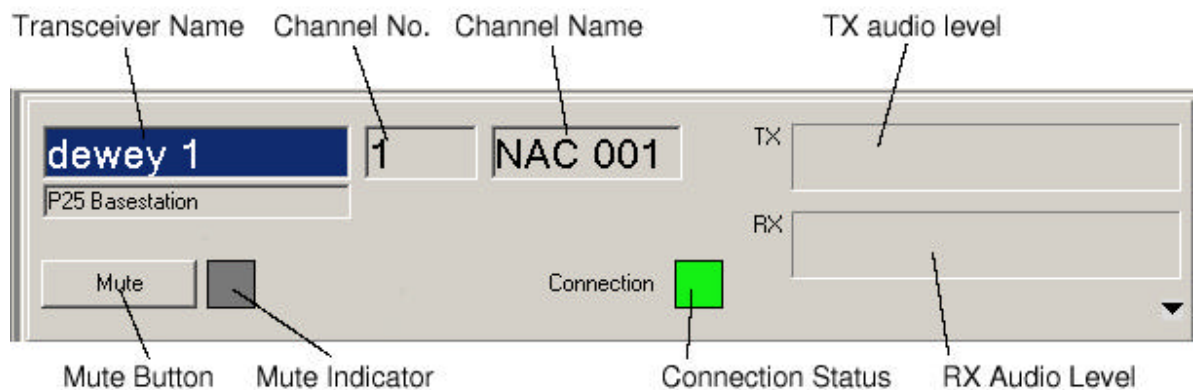 Transceiver Name Channel No. Channel Name TX audio level
dewey 1 1 NAC 001 TX
P25 Basestation
RX
Mute Connection
Mute Button Mute Indicator Connection Status RX Audio Level